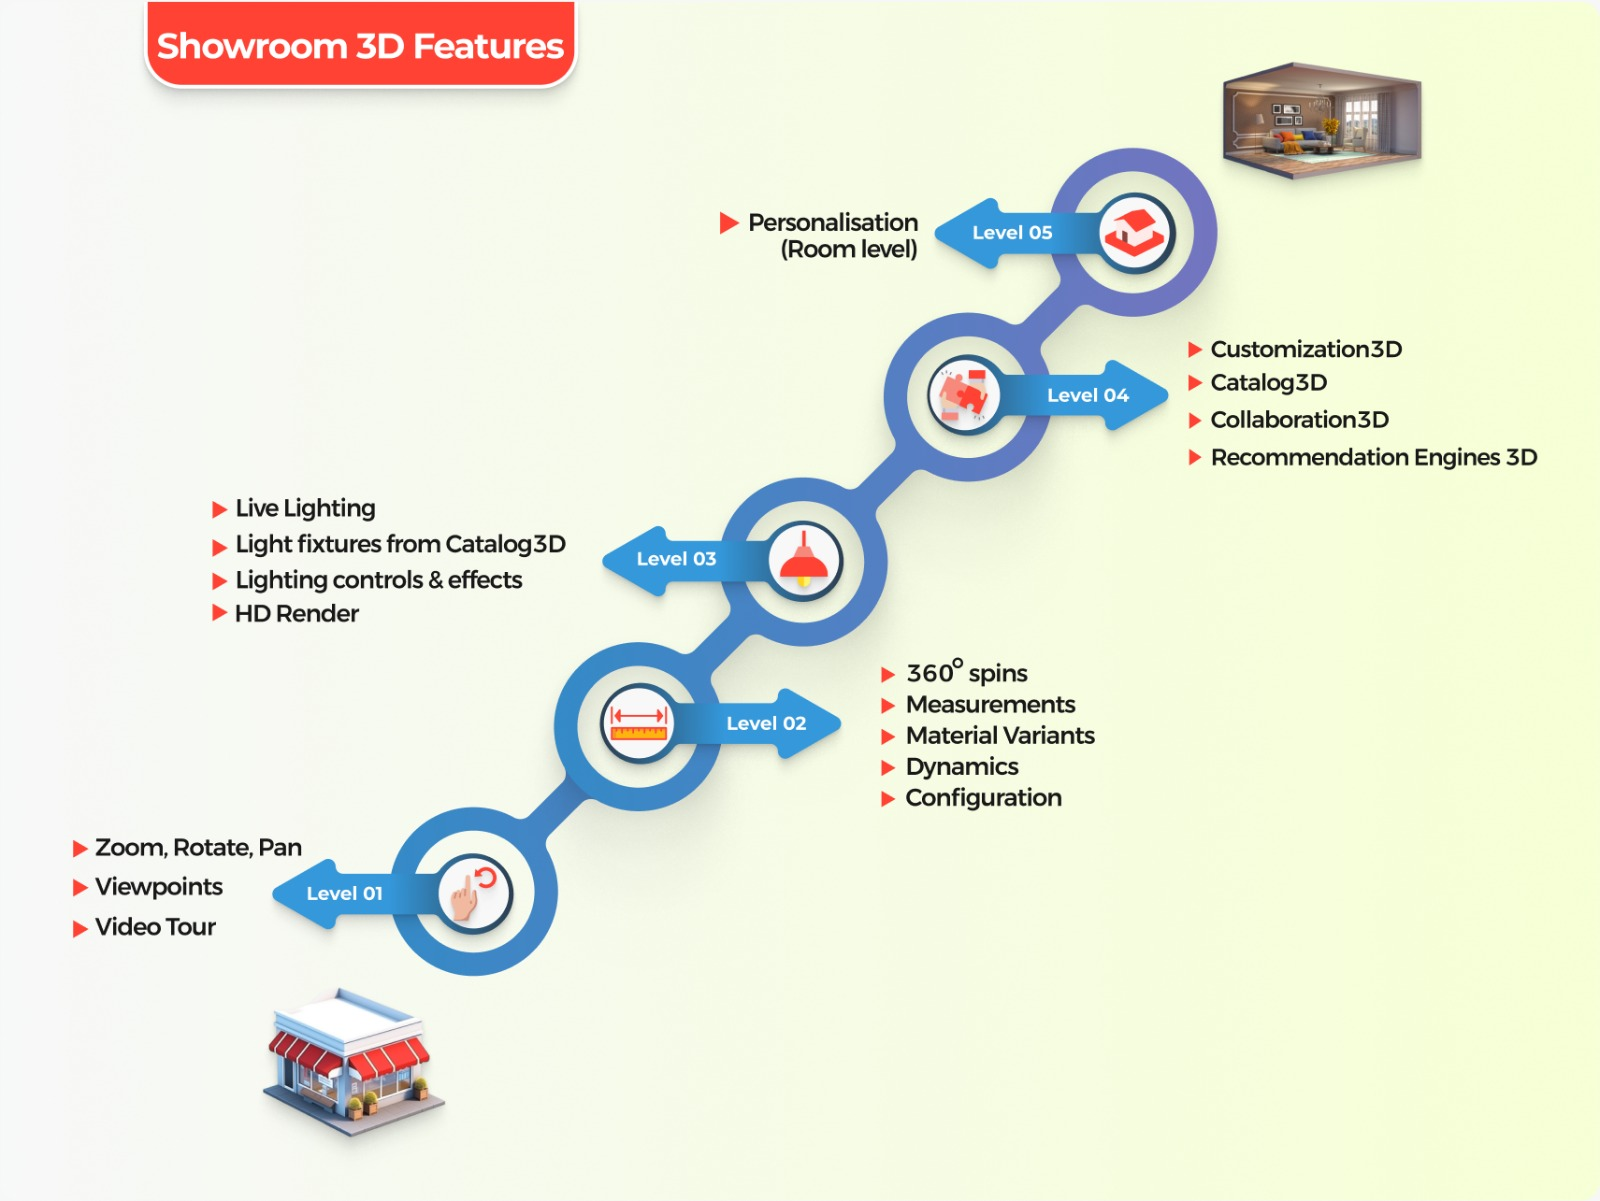 Showroom 3D Features
Personalisation
(Room level)
Level 05
Level 04
Customization3D
Catalog3D
Collaboration3D
Recommendation Engines 3D
Live Lighting
Light fixtures from Catalog3D
Lighting controls & effects
HD Render
Level 03
Level 02
360° spins
Measurements
Material Variants
Dynamics
Configuration
Zoom, Rotate, Pan
Viewpoints
Video Tour
Level 01